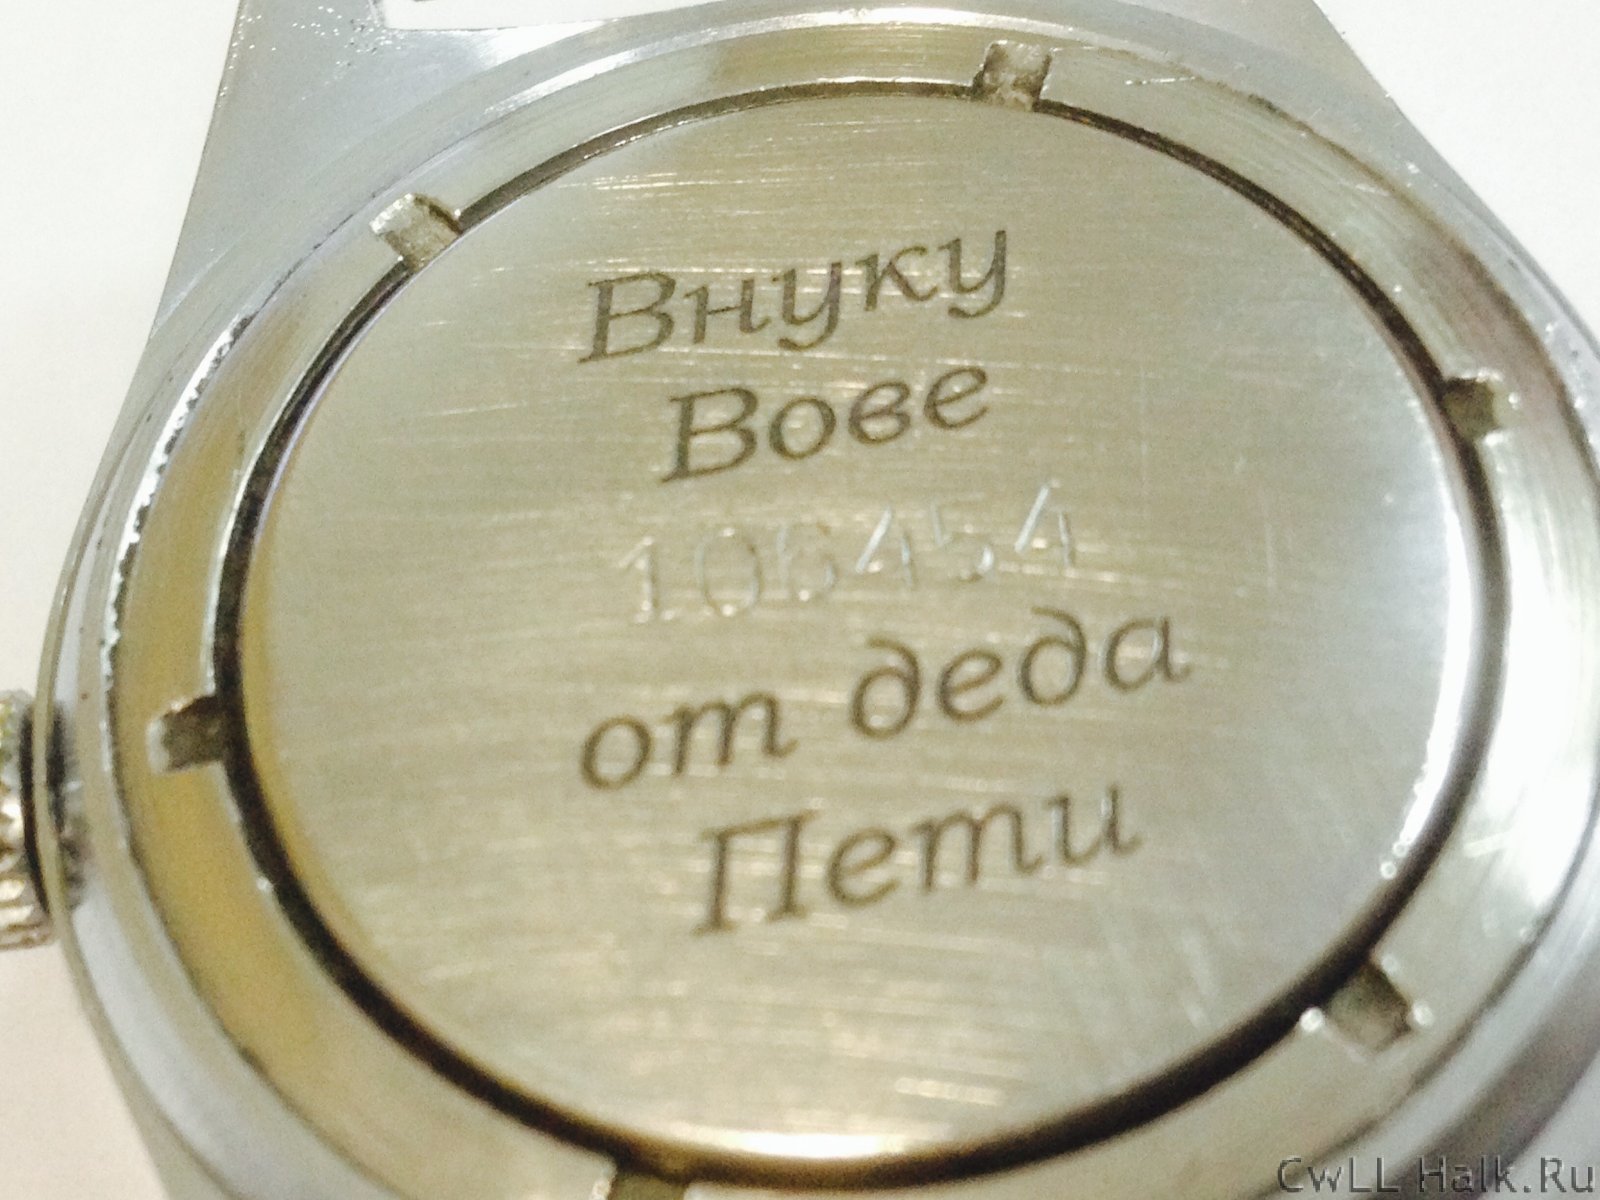 Внуку
Вове
106454
от деда
Пети
CwLL.Halk.Ru